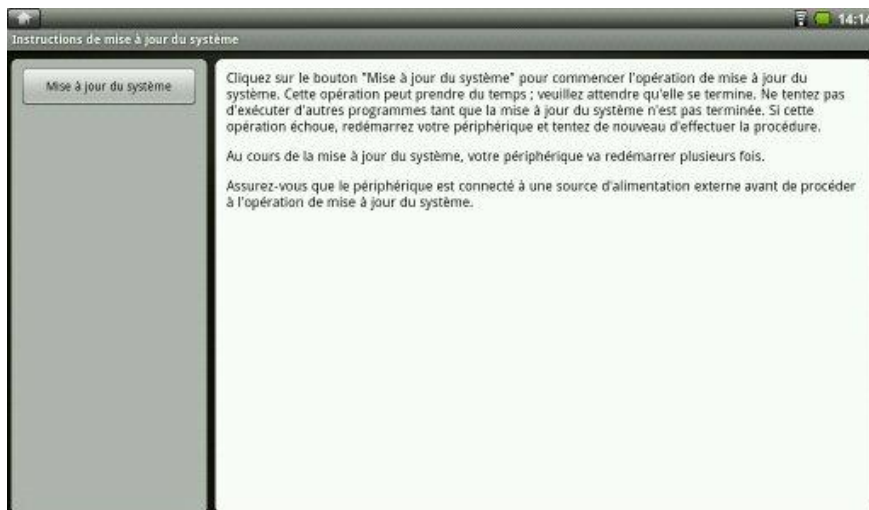 14:14
Instructions de mise à jour du système
Mise à jour du système
Cliquez sur le bouton "Mise à jour du système" pour commencer l'opération de mise à jour du
système. Cette opération peut prendre du temps ; veuillez attendre qu'elle se termine. Ne tentez pas
d'exécuter d'autres programmes tant que la mise à jour du système n'est pas terminée. Si cette
opération échoue, redémarrez votre périphérique et tentez de nouveau d'effectuer la procédure.
Au cours de la mise à jour du système, votre périphérique va redémarrer plusieurs fois.
Assurez-vous que le périphérique est connecté à une source d'alimentation externe avant de procéder
à l'opération de mise à jour du système.